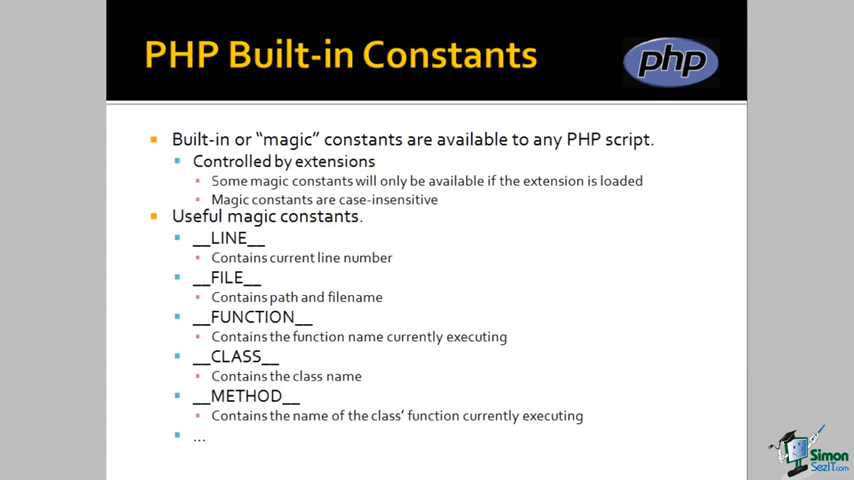 PHP Built-in Constants
php
Built-in or “magic” constants are available to any PHP script.
Controlled by extensions
Some magic constants will only be available if the extension is loaded
Magic constants are case-insensitive
Useful magic constants.
__LINE__
Contains current line number
__FILE__
Contains path and filename
__FUNCTION__
Contains the function name currently executing
__CLASS__
Contains the class name
__METHOD__
Contains the name of the class’ function currently executing
...
Simon
SezIT.com